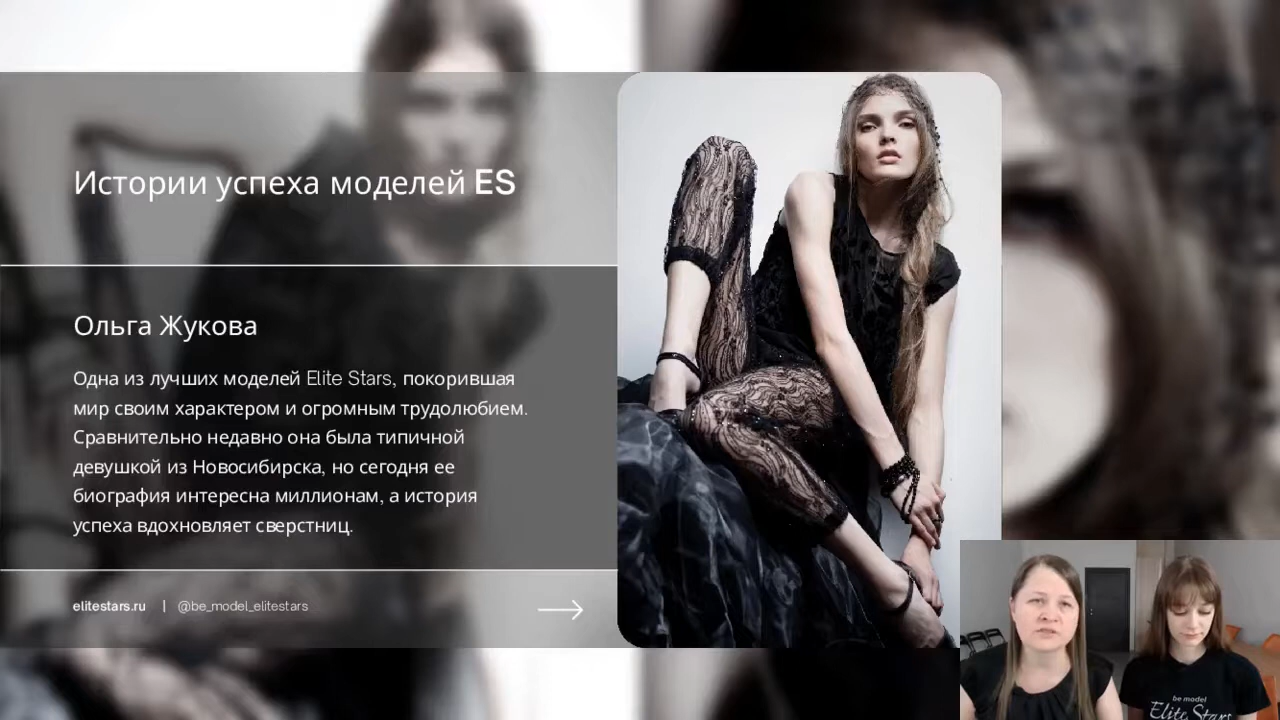 Истории успеха моделей ES
Ольга Жукова
Одна из лучших моделей Elite Stars, покорившая
мир своим характером и огромным трудолюбием.
Сравнительно недавно она была типичной
девушкой из Новосибирска, но сегодня ее
биография интересна миллионам, а история
успеха вдохновляет сверстниц.
elitestars.ru | @be_model_elitestars
be model
Elite Stars